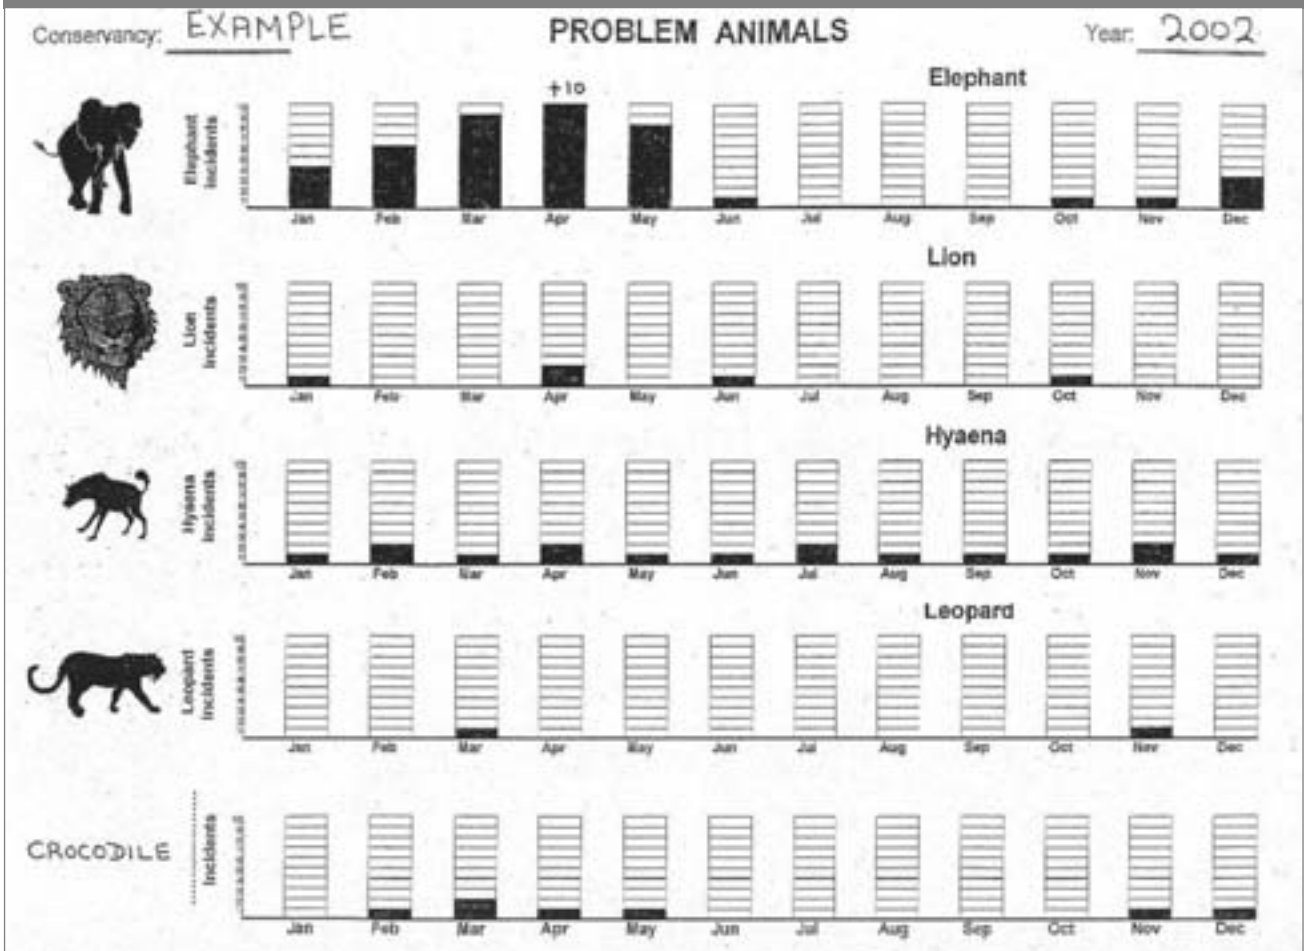 Conservancy: EXAMPLE PROBLEM ANIMALS Year: 2002
Elephant
+10
Elephant Incidents
Jan Feb Mar Apr May Jun Jul Aug Sep Oct Nov Dec
Lion
Lion Incidents
Jan Feb Mar Apr May Jun Jul Aug Sep Oct Nov Dec
Hyaena
Hyaena Incidents
Jan Feb Mar Apr May Jun Jul Aug Sep Oct Nov Dec
Leopard
Leopard Incidents
Jan Feb Mar Apr May Jun Jul Aug Sep Oct Nov Dec
CROCODILE
Incidents
Jan Feb Mar Apr May Jun Jul Aug Sep Oct Nov Dec